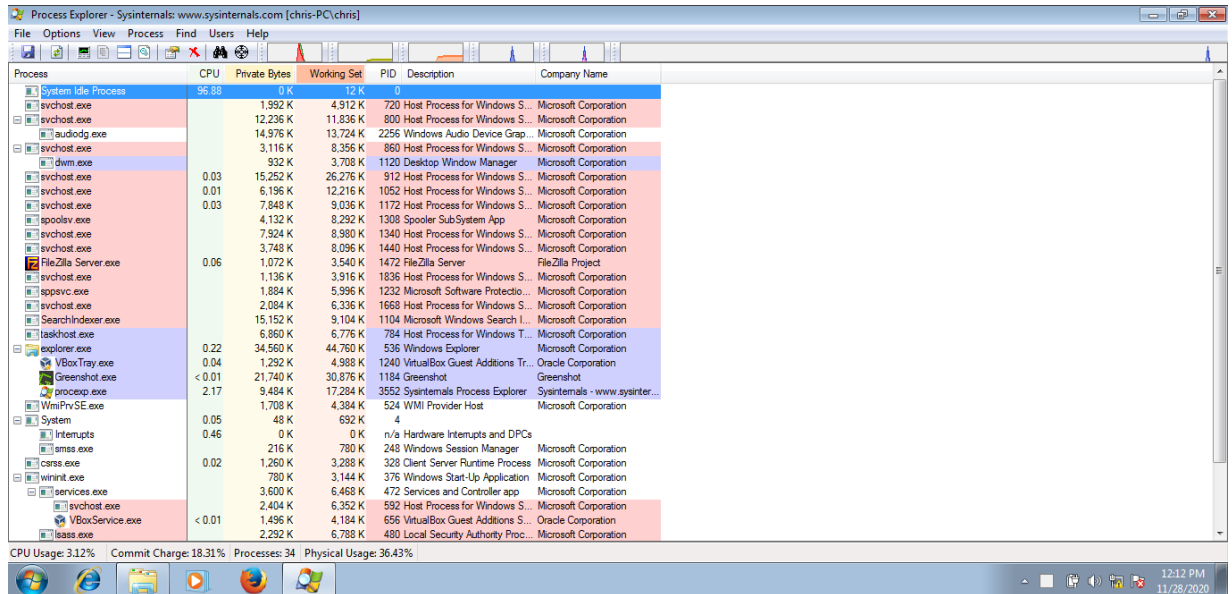 Process Explorer - Sysinternals: www.sysinternals.com [chris-PC\chris]
File Options View Process Find Users Help
Process CPU Private Bytes Working Set PID Description Company Name
System Idle Process 96.88 0 K 12 K 0
svchost.exe 1,992 K 4,912 K 720 Host Process for Windows S... Microsoft Corporation
svchost.exe 12,236 K 11,836 K 800 Host Process for Windows S... Microsoft Corporation
audiodg.exe 14,976 K 13,724 K 2256 Windows Audio Device Grap... Microsoft Corporation
svchost.exe 3,116 K 8,356 K 860 Host Process for Windows S... Microsoft Corporation
dwm.exe 932 K 3,708 K 1120 Desktop Window Manager Microsoft Corporation
svchost.exe 0.03 15,252 K 26,276 K 912 Host Process for Windows S... Microsoft Corporation
svchost.exe 0.01 6,196 K 12,216 K 1052 Host Process for Windows S... Microsoft Corporation
svchost.exe 0.03 7,848 K 9,036 K 1172 Host Process for Windows S... Microsoft Corporation
spoolsv.exe 4,132 K 8,292 K 1308 Spooler SubSystem App Microsoft Corporation
svchost.exe 7,924 K 8,980 K 1340 Host Process for Windows S... Microsoft Corporation
svchost.exe 3,748 K 8,096 K 1440 Host Process for Windows S... Microsoft Corporation
FileZilla Server.exe 0.06 1,072 K 3,540 K 1472 FileZilla Server FileZilla Project
svchost.exe 1,136 K 3,916 K 1836 Host Process for Windows S... Microsoft Corporation
sppsvc.exe 1,884 K 5,996 K 1232 Microsoft Software Protectio... Microsoft Corporation
svchost.exe 2,084 K 6,336 K 1668 Host Process for Windows S... Microsoft Corporation
SearchIndexer.exe 15,152 K 9,104 K 1104 Microsoft Windows Search I... Microsoft Corporation
taskhost.exe 6,860 K 6,776 K 784 Host Process for Windows T... Microsoft Corporation
explorer.exe 0.22 34,560 K 44,760 K 536 Windows Explorer Microsoft Corporation
VBoxTray.exe 0.04 1,292 K 4,988 K 1240 VirtualBox Guest Additions Tr... Oracle Corporation
Greenshot.exe < 0.01 21,740 K 30,876 K 1184 Greenshot Greenshot
procexp.exe 2.17 9,484 K 17,284 K 3552 Sysinternals Process Explorer Sysinternals - www.sysinter...
WmiPrvSE.exe 1,708 K 4,384 K 524 WMI Provider Host Microsoft Corporation
System 0.05 48 K 692 K 4
Interrupts 0.46 0 K 0 K n/a Hardware Interrupts and DPCs
smss.exe 216 K 780 K 248 Windows Session Manager Microsoft Corporation
csrss.exe 0.02 1,260 K 3,288 K 328 Client Server Runtime Process Microsoft Corporation
wininit.exe 780 K 3,144 K 376 Windows Start-Up Application Microsoft Corporation
services.exe 3,600 K 6,468 K 472 Services and Controller app Microsoft Corporation
svchost.exe 2,404 K 6,352 K 592 Host Process for Windows S... Microsoft Corporation
VBoxService.exe < 0.01 1,496 K 4,184 K 656 VirtualBox Guest Additions S... Oracle Corporation
lsass.exe 2,292 K 6,788 K 480 Local Security Authority Proc... Microsoft Corporation
CPU Usage: 3.12% Commit Charge: 18.31% Processes: 34 Physical Usage: 36.43%
12:12 PM
11/28/2020